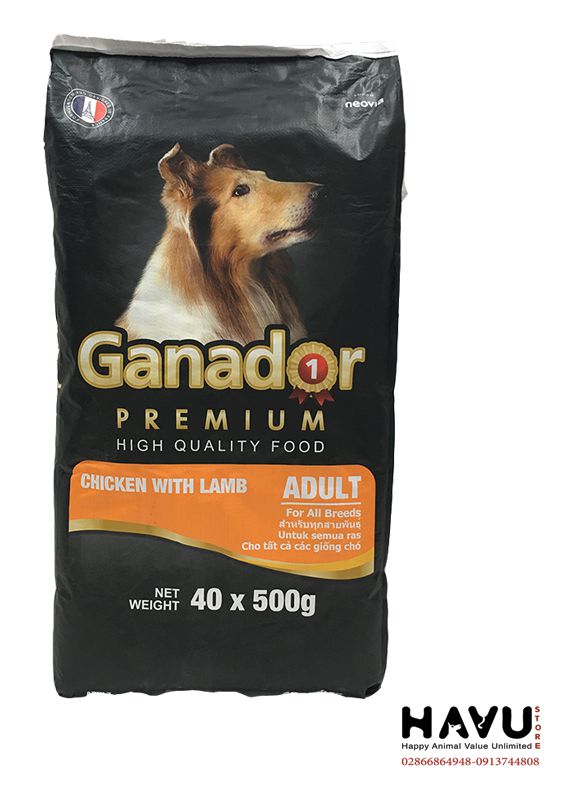 neovia
Ganador
1
PREMIUM
HIGH QUALITY FOOD
CHICKEN WITH LAMB
ADULT
For All Breeds
สำหรับทุกสายพันธุ์
Untuk semua ras
Cho tất cả các giống chó
NET
WEIGHT 40 x 500g
HAVU
STORE
Happy Animal Value Unlimited
02866864948-0913744808